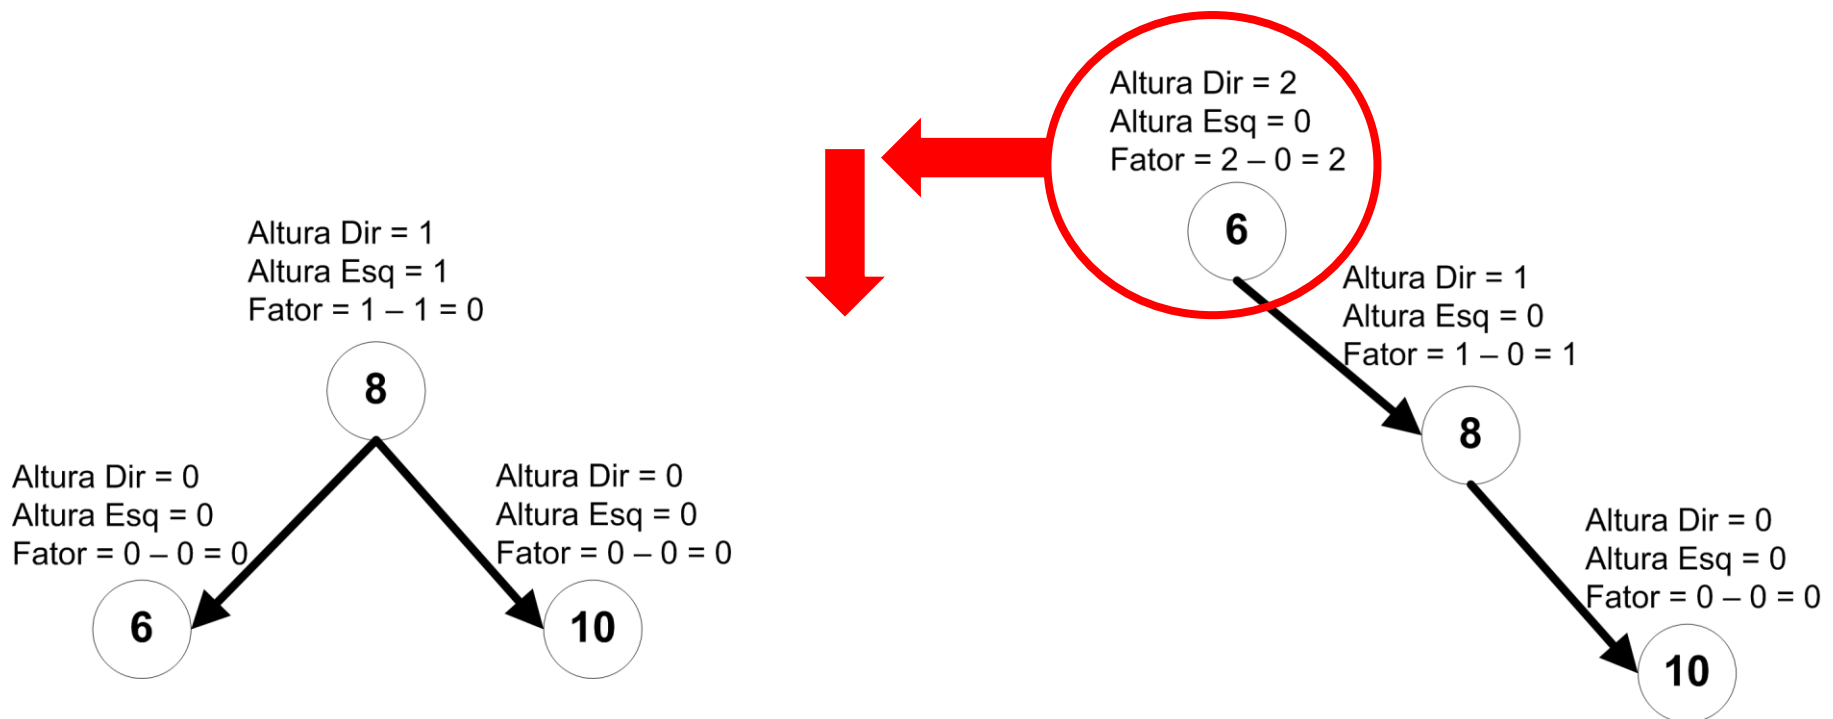 Altura Dir = 1
Altura Esq = 1
Fator = 1 – 1 = 0
8
Altura Dir = 0
Altura Esq = 0
Fator = 0 – 0 = 0
6
Altura Dir = 0
Altura Esq = 0
Fator = 0 – 0 = 0
10
Altura Dir = 2
Altura Esq = 0
Fator = 2 – 0 = 2
6
Altura Dir = 1
Altura Esq = 0
Fator = 1 – 0 = 1
8
Altura Dir = 0
Altura Esq = 0
Fator = 0 – 0 = 0
10